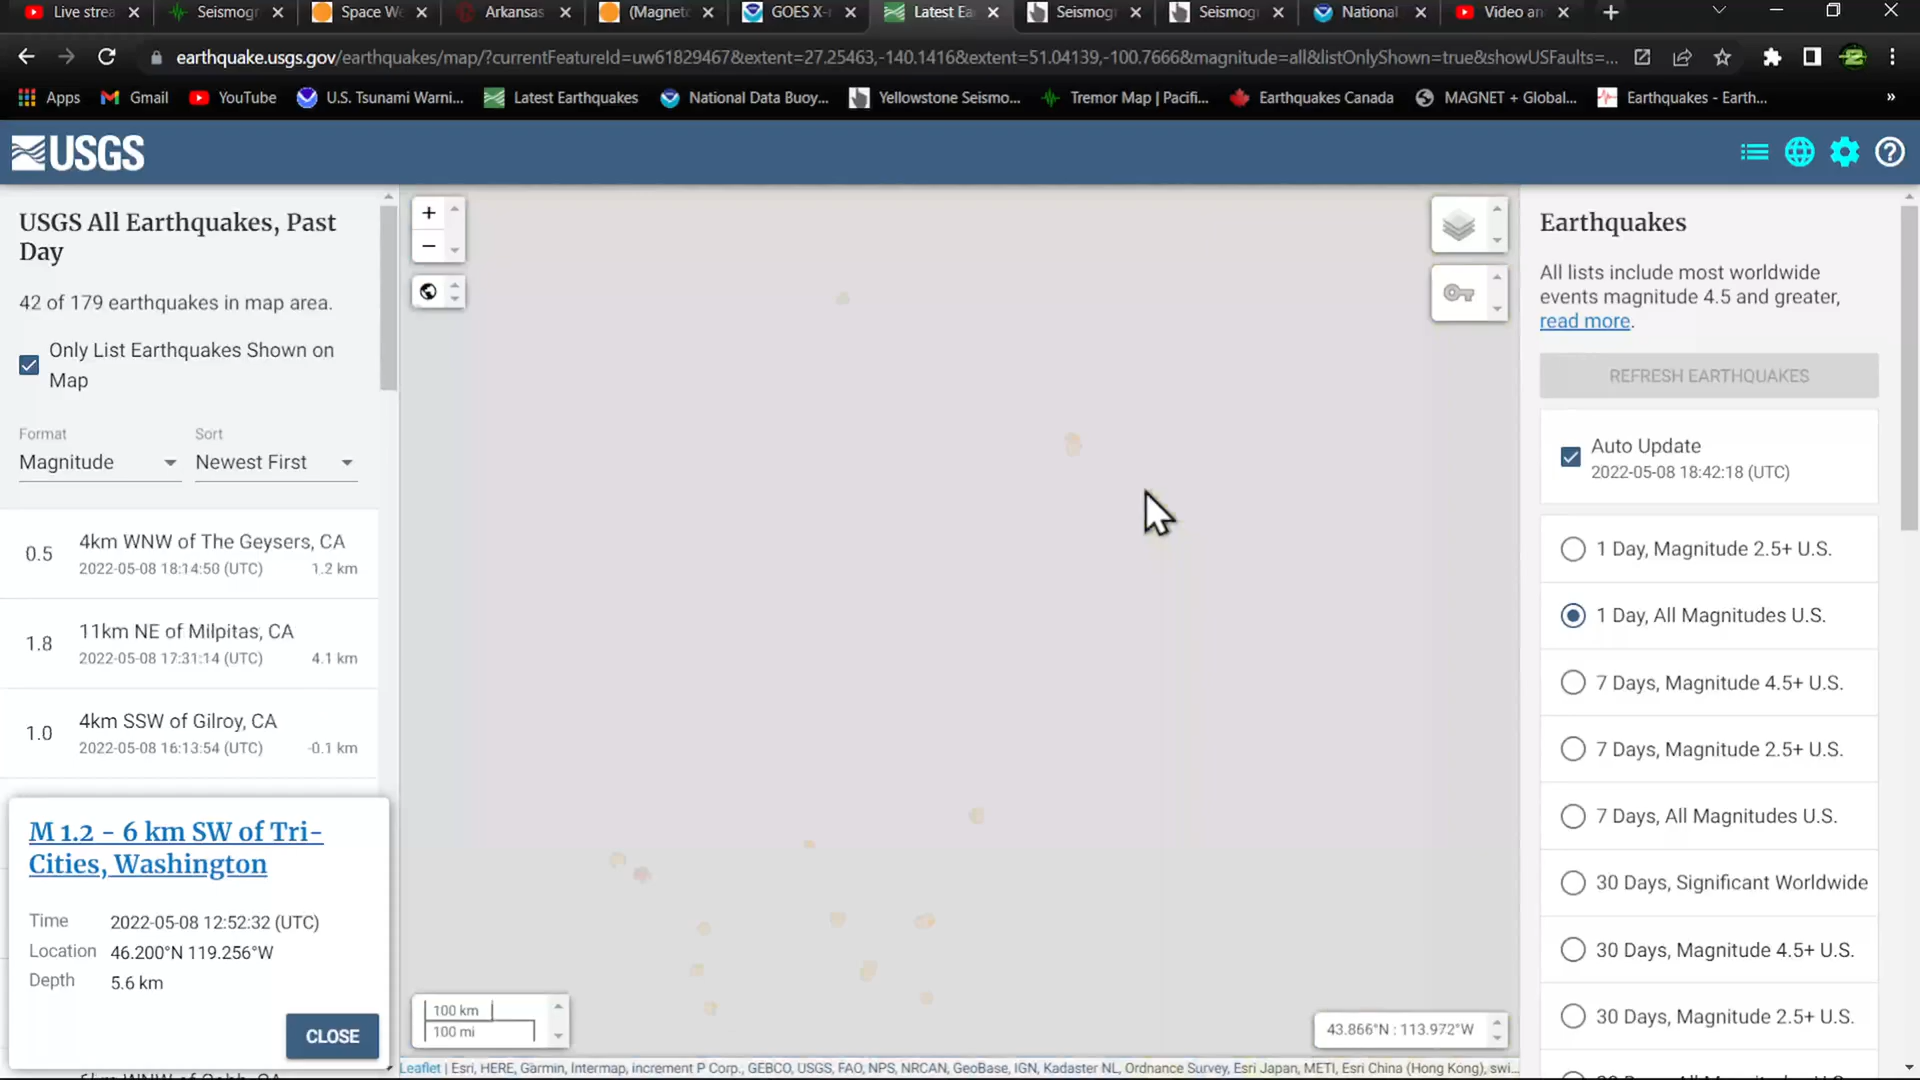 Live strea
Seismogr
Space We
Arkansas
(Magneto
GOES X-r
Latest Ea
Seismog
Seismog
National
Video an
earthquake.usgs.gov/earthquakes/map/?currentFeatureId=uw61829467&extent=27.25463,-140.1416&extent=51.04139,-100.7666&magnitude=all&listOnlyShown=true&showUSFaults=...
Apps
Gmail
YouTube
U.S. Tsunami Warni...
Latest Earthquakes
National Data Buoy...
Yellowstone Seismo...
Tremor Map | Pacifi...
Earthquakes Canada
MAGNET + Global...
Earthquakes - Earth...
»
USGS
USGS All Earthquakes, Past
Day
42 of 179 earthquakes in map area.
Only List Earthquakes Shown on
Map
Format
Sort
Magnitude
Newest First
0.5
4km WNW of The Geysers, CA
2022-05-08 18:14:50 (UTC)
1.2 km
1.8
11km NE of Milpitas, CA
2022-05-08 17:31:14 (UTC)
4.1 km
1.0
4km SSW of Gilroy, CA
2022-05-08 16:13:54 (UTC)
-0.1 km
M 1.2 - 6 km SW of Tri-
Cities, Washington
Time 2022-05-08 12:52:32 (UTC)
Location 46.200°N 119.256°W
Depth 5.6 km
CLOSE
+
−
100 km
100 mi
43.866°N : 113.972°W
Leaflet | Esri, HERE, Garmin, Intermap, increment P Corp., GEBCO, USGS, FAO, NPS, NRCAN, GeoBase, IGN, Kadaster NL, Ordnance Survey, Esri Japan, METI, Esri China (Hong Kong), swi...
Earthquakes
All lists include most worldwide
events magnitude 4.5 and greater,
read more.
REFRESH EARTHQUAKES
Auto Update
2022-05-08 18:42:18 (UTC)
1 Day, Magnitude 2.5+ U.S.
1 Day, All Magnitudes U.S.
7 Days, Magnitude 4.5+ U.S.
7 Days, Magnitude 2.5+ U.S.
7 Days, All Magnitudes U.S.
30 Days, Significant Worldwide
30 Days, Magnitude 4.5+ U.S.
30 Days, Magnitude 2.5+ U.S.